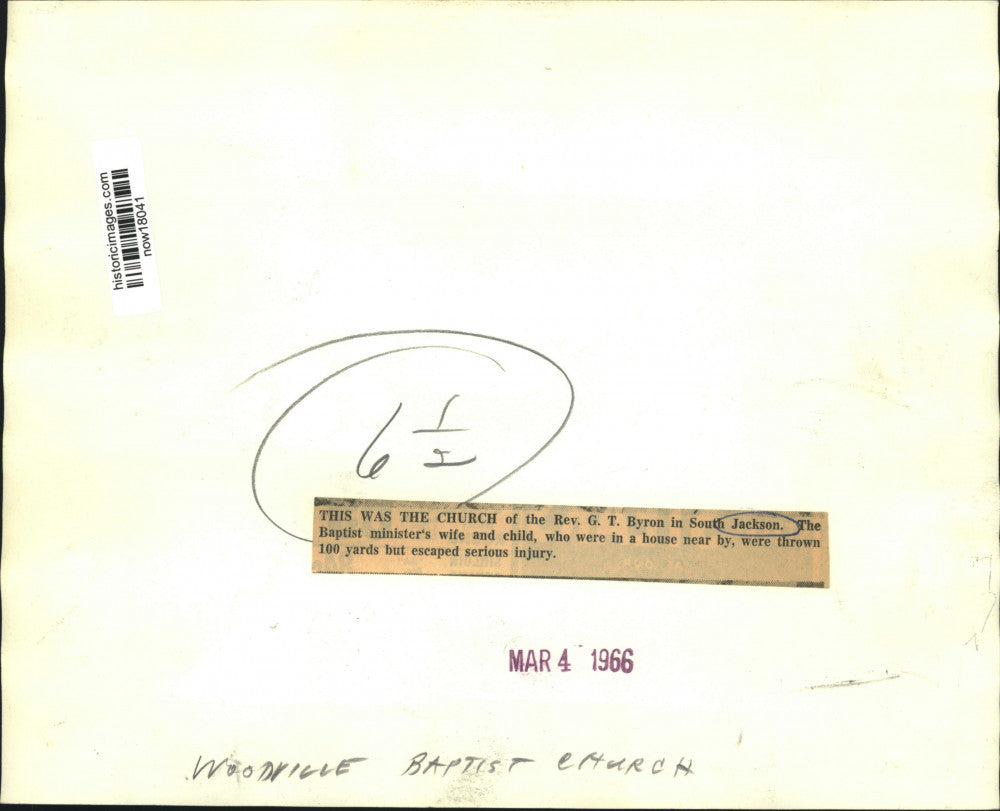 historicimages.com
now18041
6 1/2
THIS WAS THE CHURCH of the Rev. G. T. Byron in South Jackson. The
Baptist minister's wife and child, who were in a house near by, were thrown
100 yards but escaped serious injury.
MAR 4 1966
WOODVILLE BAPTIST CHURCH